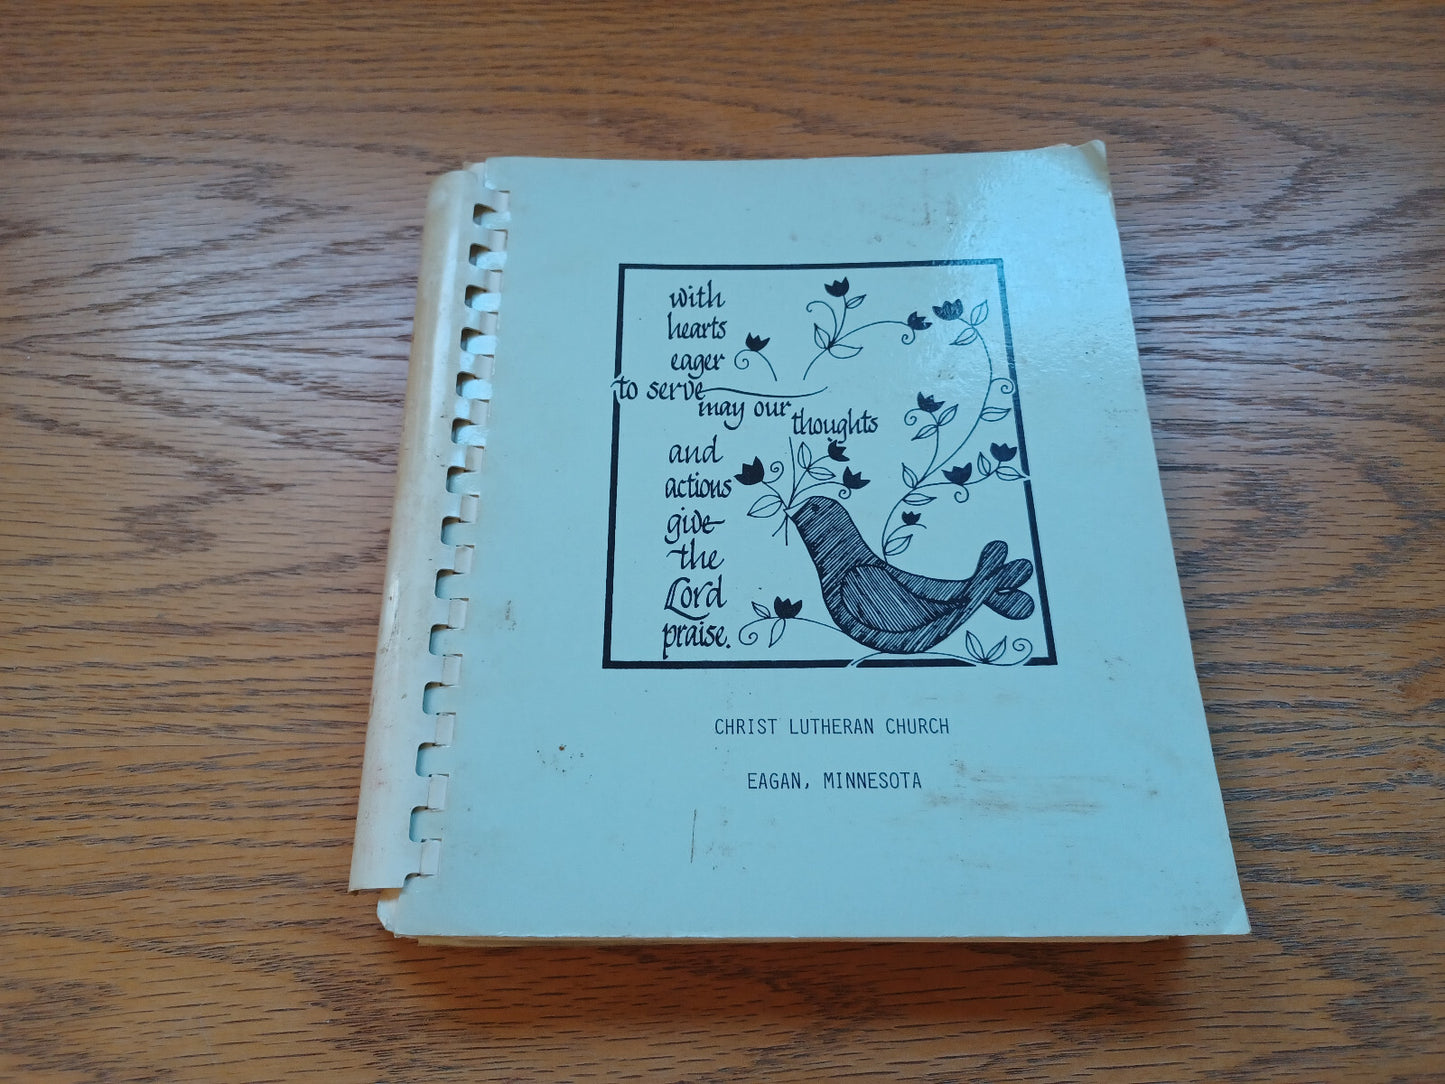 with
hearts
eager
to serve
may our
thoughts
and
actions
give
the
Lord
praise.
CHRIST LUTHERAN CHURCH
EAGAN, MINNESOTA